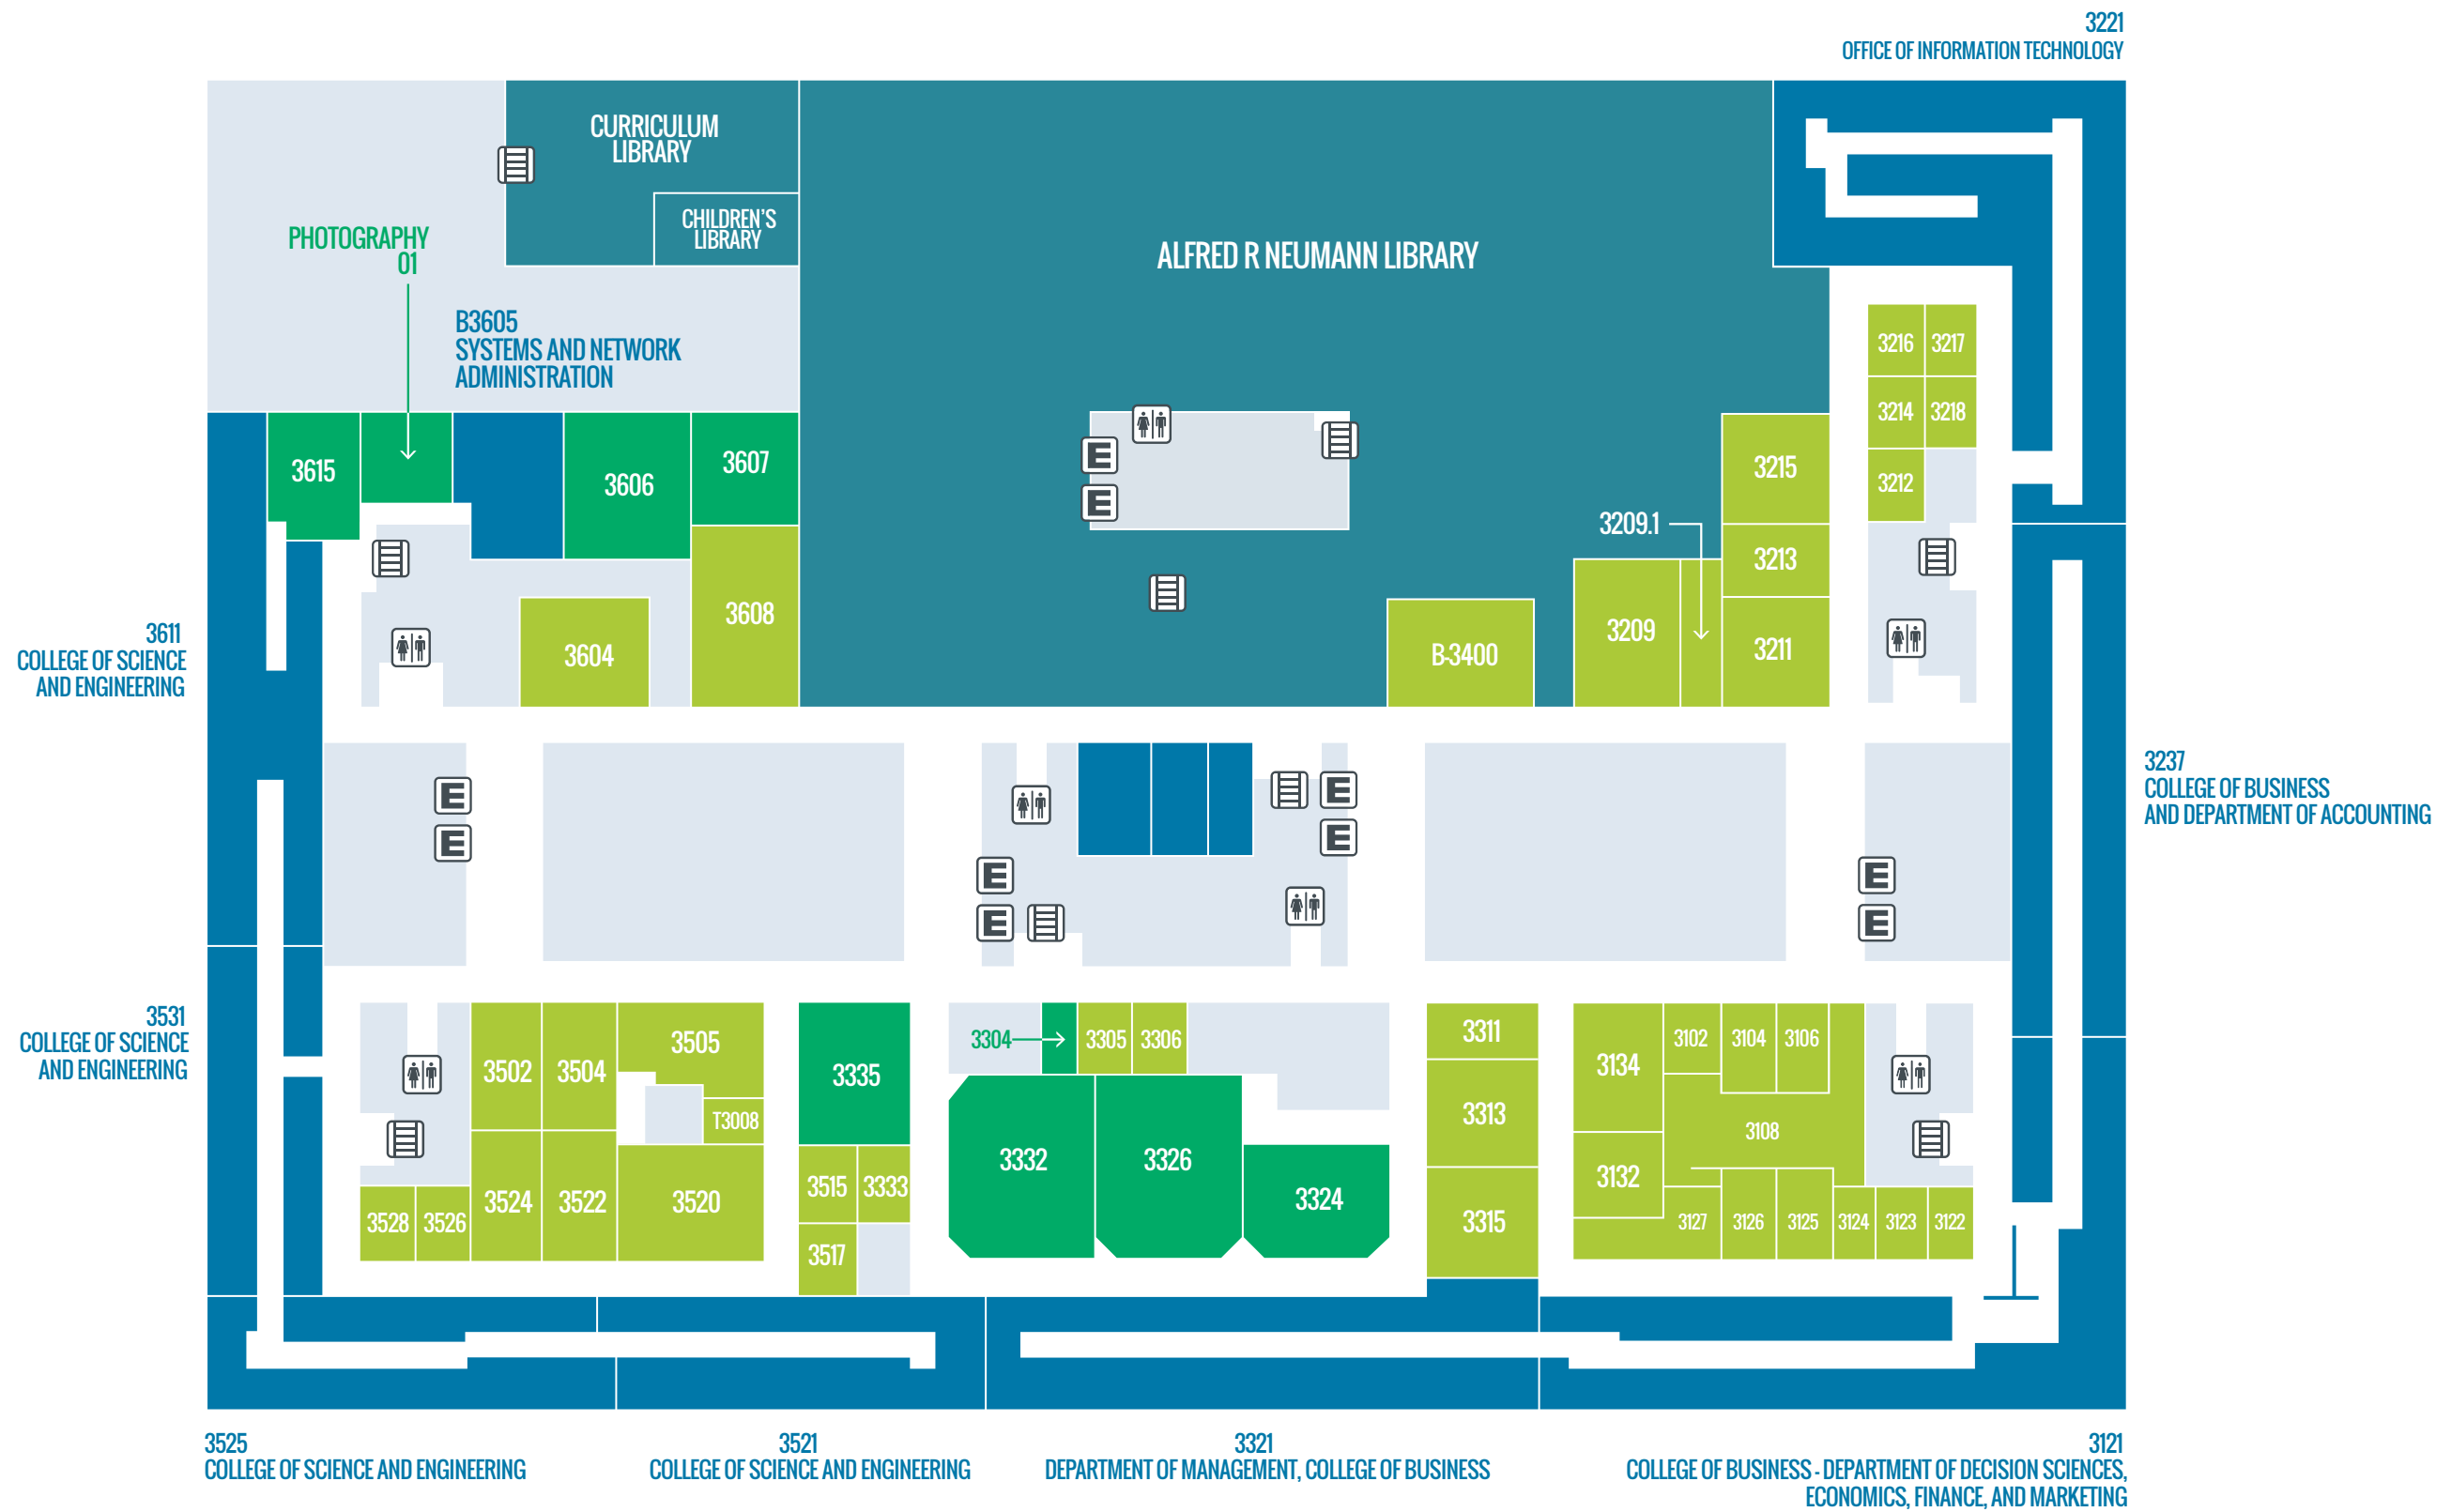 3221
OFFICE OF INFORMATION TECHNOLOGY
CURRICULUM
LIBRARY
CHILDREN'S
LIBRARY
ALFRED R NEUMANN LIBRARY
PHOTOGRAPHY
01
B3605
SYSTEMS AND NETWORK
ADMINISTRATION
3216
3217
3214
3218
3212
3615
3606
3607
3608
3604
E
E
3215
3209.1
3213
3209
3211
B-3400
3611
COLLEGE OF SCIENCE
AND ENGINEERING
E
E
E
E
E
E
E
E
3237
COLLEGE OF BUSINESS
AND DEPARTMENT OF ACCOUNTING
3531
COLLEGE OF SCIENCE
AND ENGINEERING
3502
3504
3505
T3008
3528
3526
3524
3522
3520
3335
3515
3333
3517
3304
3305
3306
3332
3326
3324
3311
3313
3315
3134
3102
3104
3106
3108
3132
3127
3126
3125
3124
3123
3122
3525
COLLEGE OF SCIENCE AND ENGINEERING
3521
COLLEGE OF SCIENCE AND ENGINEERING
3321
DEPARTMENT OF MANAGEMENT, COLLEGE OF BUSINESS
3121
COLLEGE OF BUSINESS - DEPARTMENT OF DECISION SCIENCES,
ECONOMICS, FINANCE, AND MARKETING